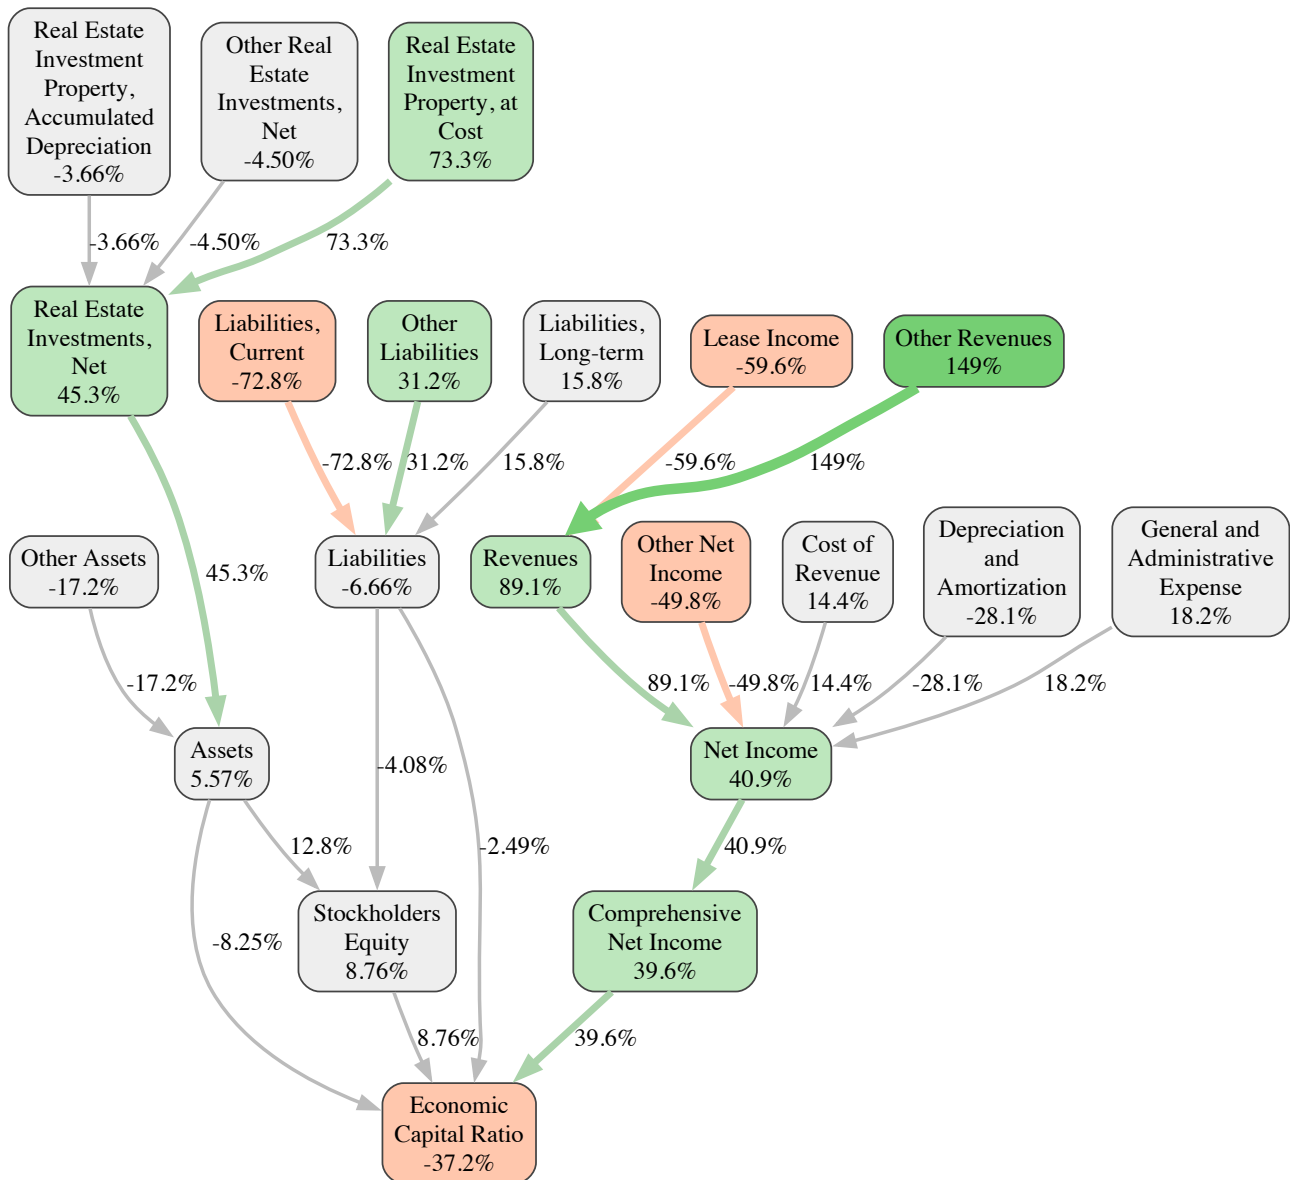 Real Estate
Investment
Property,
Accumulated
Depreciation
-3.66%
Other Real
Estate
Investments,
Net
-4.50%
Real Estate
Investment
Property, at
Cost
73.3%
-3.66%
-4.50%
73.3%
Real Estate
Investments,
Net
45.3%
Liabilities,
Current
-72.8%
Other
Liabilities
31.2%
Liabilities,
Long-term
15.8%
Lease Income
-59.6%
Other Revenues
149%
-72.8%
31.2%
15.8%
-59.6%
149%
Other Assets
-17.2%
45.3%
Liabilities
-6.66%
Revenues
89.1%
Other Net
Income
-49.8%
Cost of
Revenue
14.4%
Depreciation
and
Amortization
-28.1%
General and
Administrative
Expense
18.2%
-17.2%
89.1%
-49.8%
14.4%
-28.1%
18.2%
Assets
5.57%
-4.08%
Net Income
40.9%
12.8%
-2.49%
40.9%
-8.25%
Stockholders
Equity
8.76%
Comprehensive
Net Income
39.6%
8.76%
39.6%
Economic
Capital Ratio
-37.2%